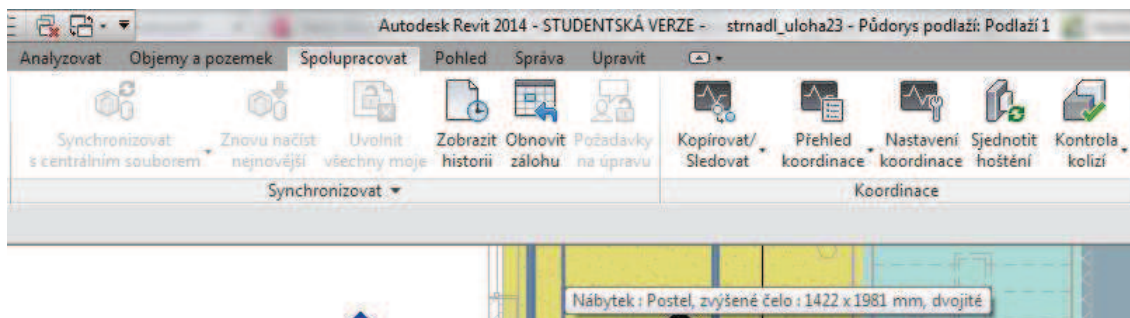 Autodesk Revit 2014 - STUDENTSKÁ VERZE - strnadl_uloha23 - Půdorys podlaží: Podlaží 1
Analyzovat Objemy a pozemek Spolupracovat Pohled Správa Upravit
Synchronizovat Znovu načíst Uvolnit Zobrazit Obnovit Požadavky Kopírovat/ Přehled Nastavení Sjednotit Kontrola
s centrálním souborem nejnovější všechny moje historii zálohu na úpravu Sledovat koordinace koordinace hoštění kolizí
Synchronizovat Koordinace
Nábytek : Postel, zvýšené čelo : 1422 x 1981 mm, dvojité